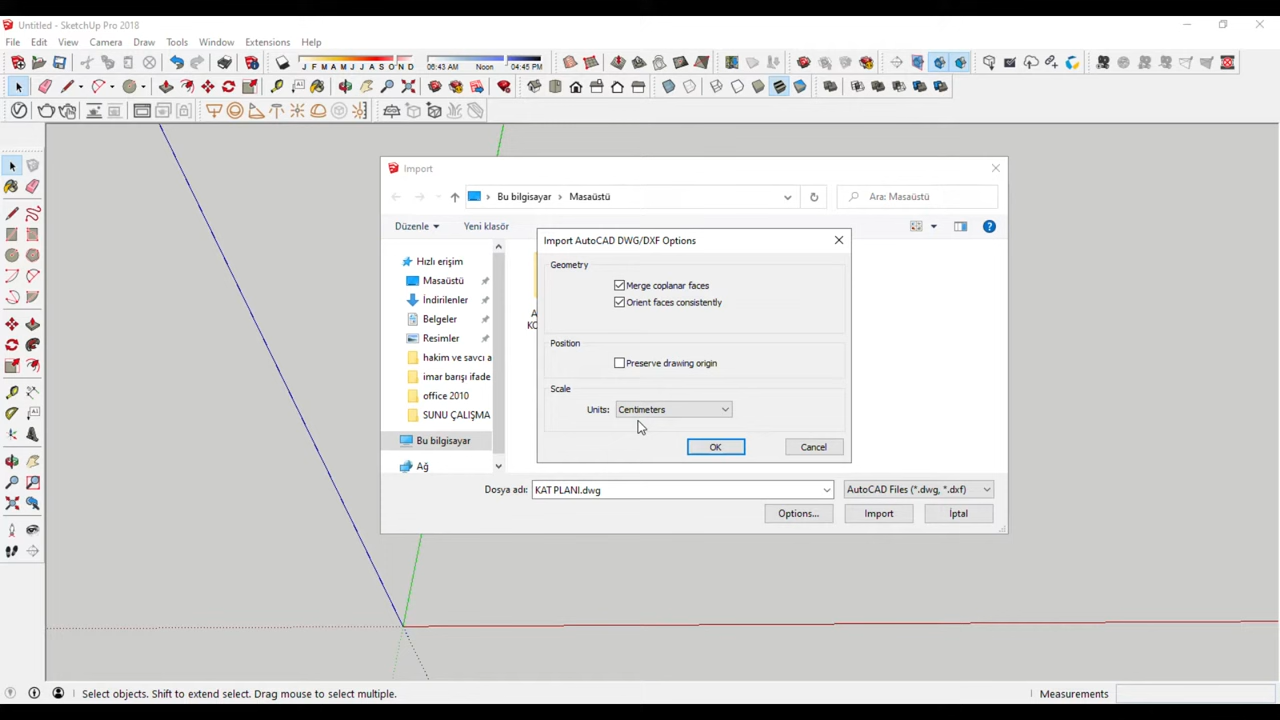 Untitled - SketchUp Pro 2018
File Edit View Camera Draw Tools Window Extensions Help
J F M A M J J A S O N D
06:43 AM Noon 04:45 PM
Import
Bu bilgisayar › Masaüstü
Ara: Masaüstü
Düzenle Yeni klasör
Import AutoCAD DWG/DXF Options
Geometry
Merge coplanar faces
Orient faces consistently
Position
Preserve drawing origin
Scale
Units: Centimeters
OK Cancel
Hızlı erişim
Masaüstü
İndirilenler
Belgeler
Resimler
hakim ve savcı a
imar barışı ifade
office 2010
SUNU ÇALIŞMA
Bu bilgisayar
Ağ
A
KO
Dosya adı: KAT PLANI.dwg AutoCAD Files (*.dwg, *.dxf)
Options... Import İptal
Select objects. Shift to extend select. Drag mouse to select multiple.
Measurements